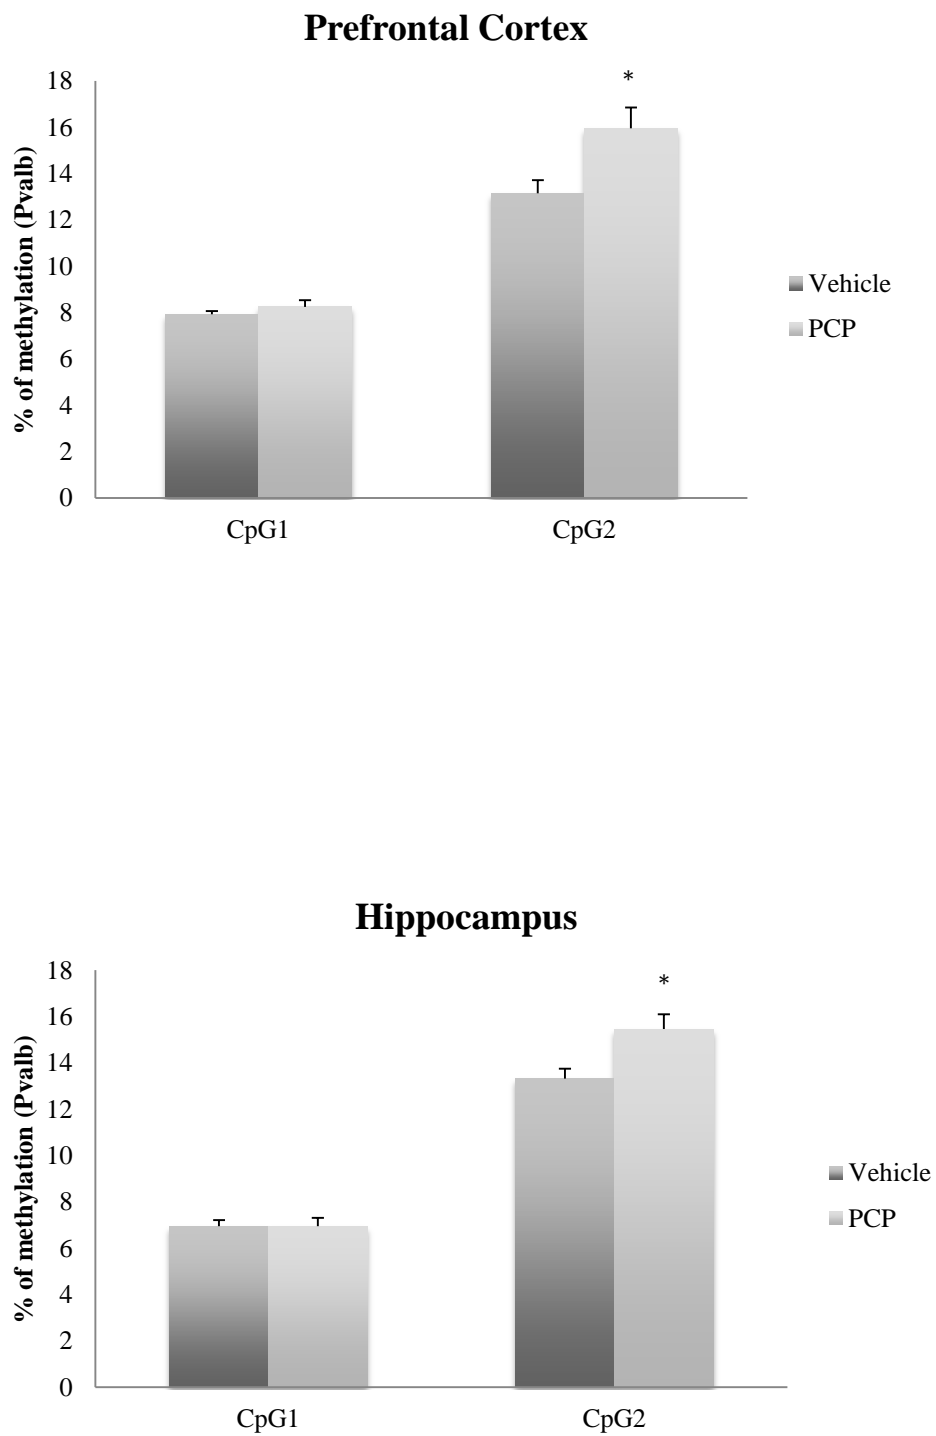 Prefrontal Cortex
*
18
16
14
12
10
8
6
4
2
0
% of methylation (Pvalb)
CpG1
CpG2
Vehicle
PCP
Hippocampus
*
18
16
14
12
10
8
6
4
2
0
% of methylation (Pvalb)
CpG1
CpG2
Vehicle
PCP